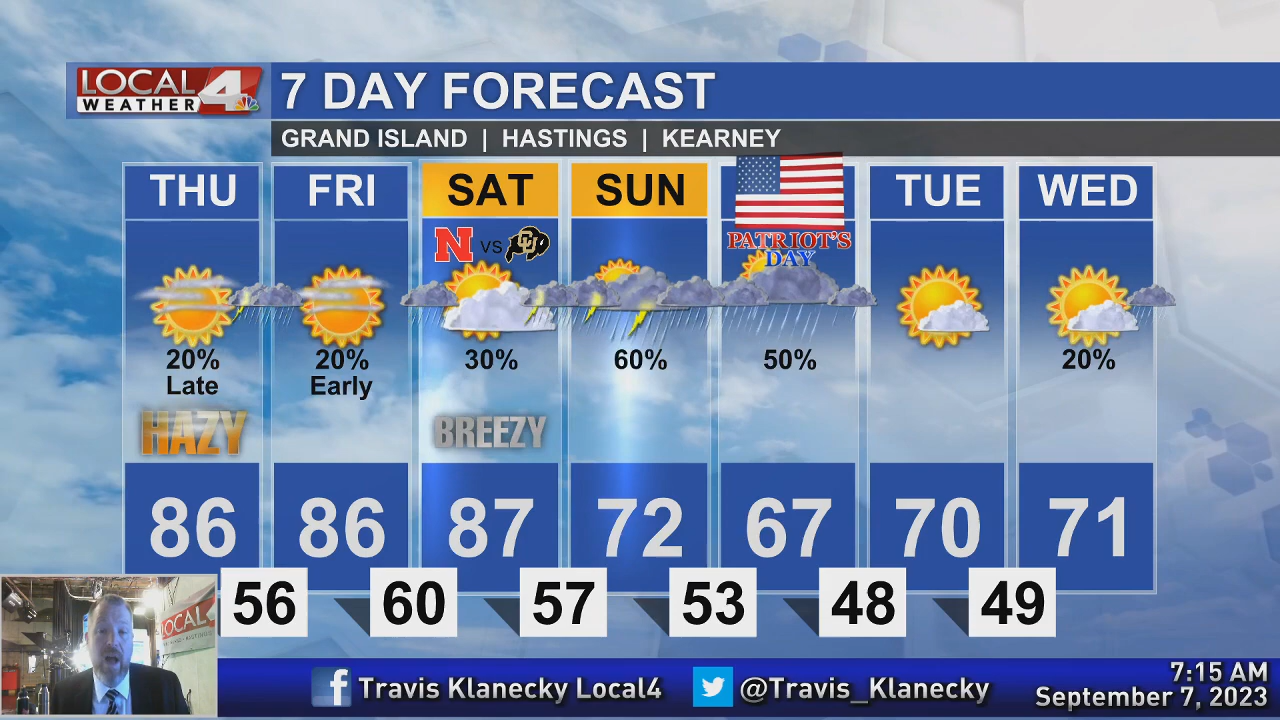 LOCAL 4
WEATHER
7 DAY FORECAST
GRAND ISLAND | HASTINGS | KEARNEY
THU FRI SAT SUN TUE WED
N VS CU
PATRIOT'S
DAY
20% 20% 30% 60% 50% 20%
Late Early
HAZY BREEZY
86 86 87 72 67 70 71
56 60 57 53 48 49
LOCAL4
f Travis Klanecky Local4 @Travis_Klanecky
7:15 AM
September 7, 2023